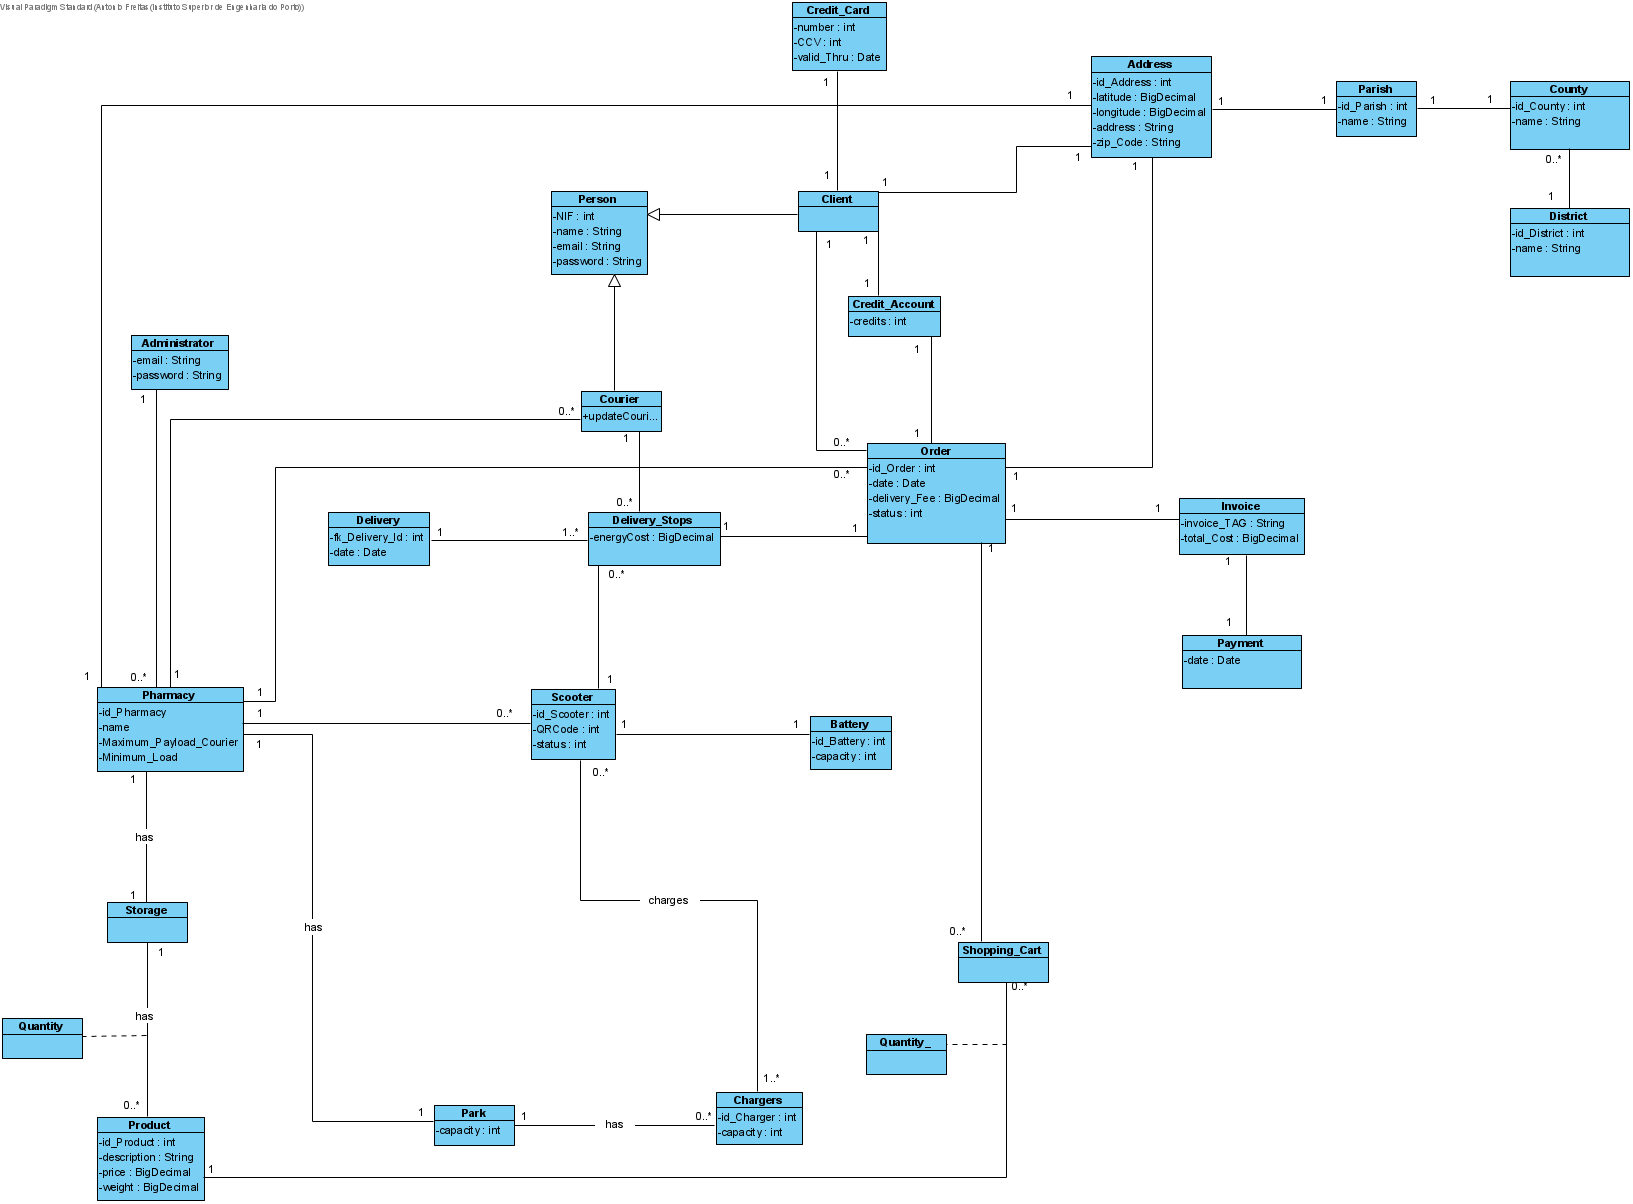 Visual Paradigm Standard (Antonio Freitas (Instituto Superior de Engenharia do Porto))
Credit_Card
-number : int
-CCV : int
-valid_Thru : Date
1
1
Address
-id_Address : int
-latitude : BigDecimal
-longitude : BigDecimal
-address : String
-zip_Code : String
1
1
1
1
Parish
-id_Parish : int
-name : String
1
1
1
County
-id_County : int
-name : String
0..*
1
District
-id_District : int
-name : String
Person
-NIF : int
-name : String
-email : String
-password : String
Client
1
1
1
1
Credit_Account
-credits : int
1
1
Administrator
-email : String
-password : String
1
Courier
+updateCouri...
0..*
1
0..*
0..*
0..*
Order
-id_Order : int
-date : Date
-delivery_Fee : BigDecimal
-status : int
1
1
1
1
1
Invoice
-invoice_TAG : String
-total_Cost : BigDecimal
1
1
Payment
-date : Date
Delivery
-fk_Delivery_Id : int
-date : Date
1
1..*
Delivery_Stops
-energyCost : BigDecimal
1
0..*
1
1
0..*
1
Pharmacy
-id_Pharmacy
-name
-Maximum_Payload_Courier
-Minimum_Load
1
1
1
1
0..*
Scooter
-id_Scooter : int
-QRCode : int
-status : int
1
1
0..*
Battery
-id_Battery : int
-capacity : int
has
has
charges
1
Storage
1
has
Quantity
0..*
Product
-id_Product : int
-description : String
-price : BigDecimal
-weight : BigDecimal
1
1
Park
-capacity : int
1
has
0..*
1..*
Chargers
-id_Charger : int
-capacity : int
0..*
Shopping_Cart
0..*
Quantity_